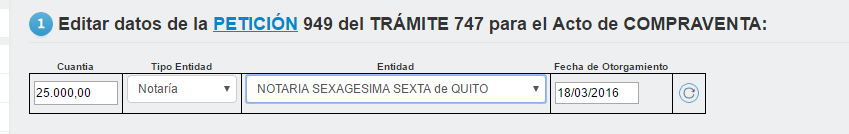 1 Editar datos de la PETICIÓN 949 del TRÁMITE 747 para el Acto de COMPRAVENTA:
Cuantia Tipo Entidad Entidad Fecha de Otorgamiento
25.000,00 Notaría NOTARIA SEXAGESIMA SEXTA de QUITO 18/03/2016